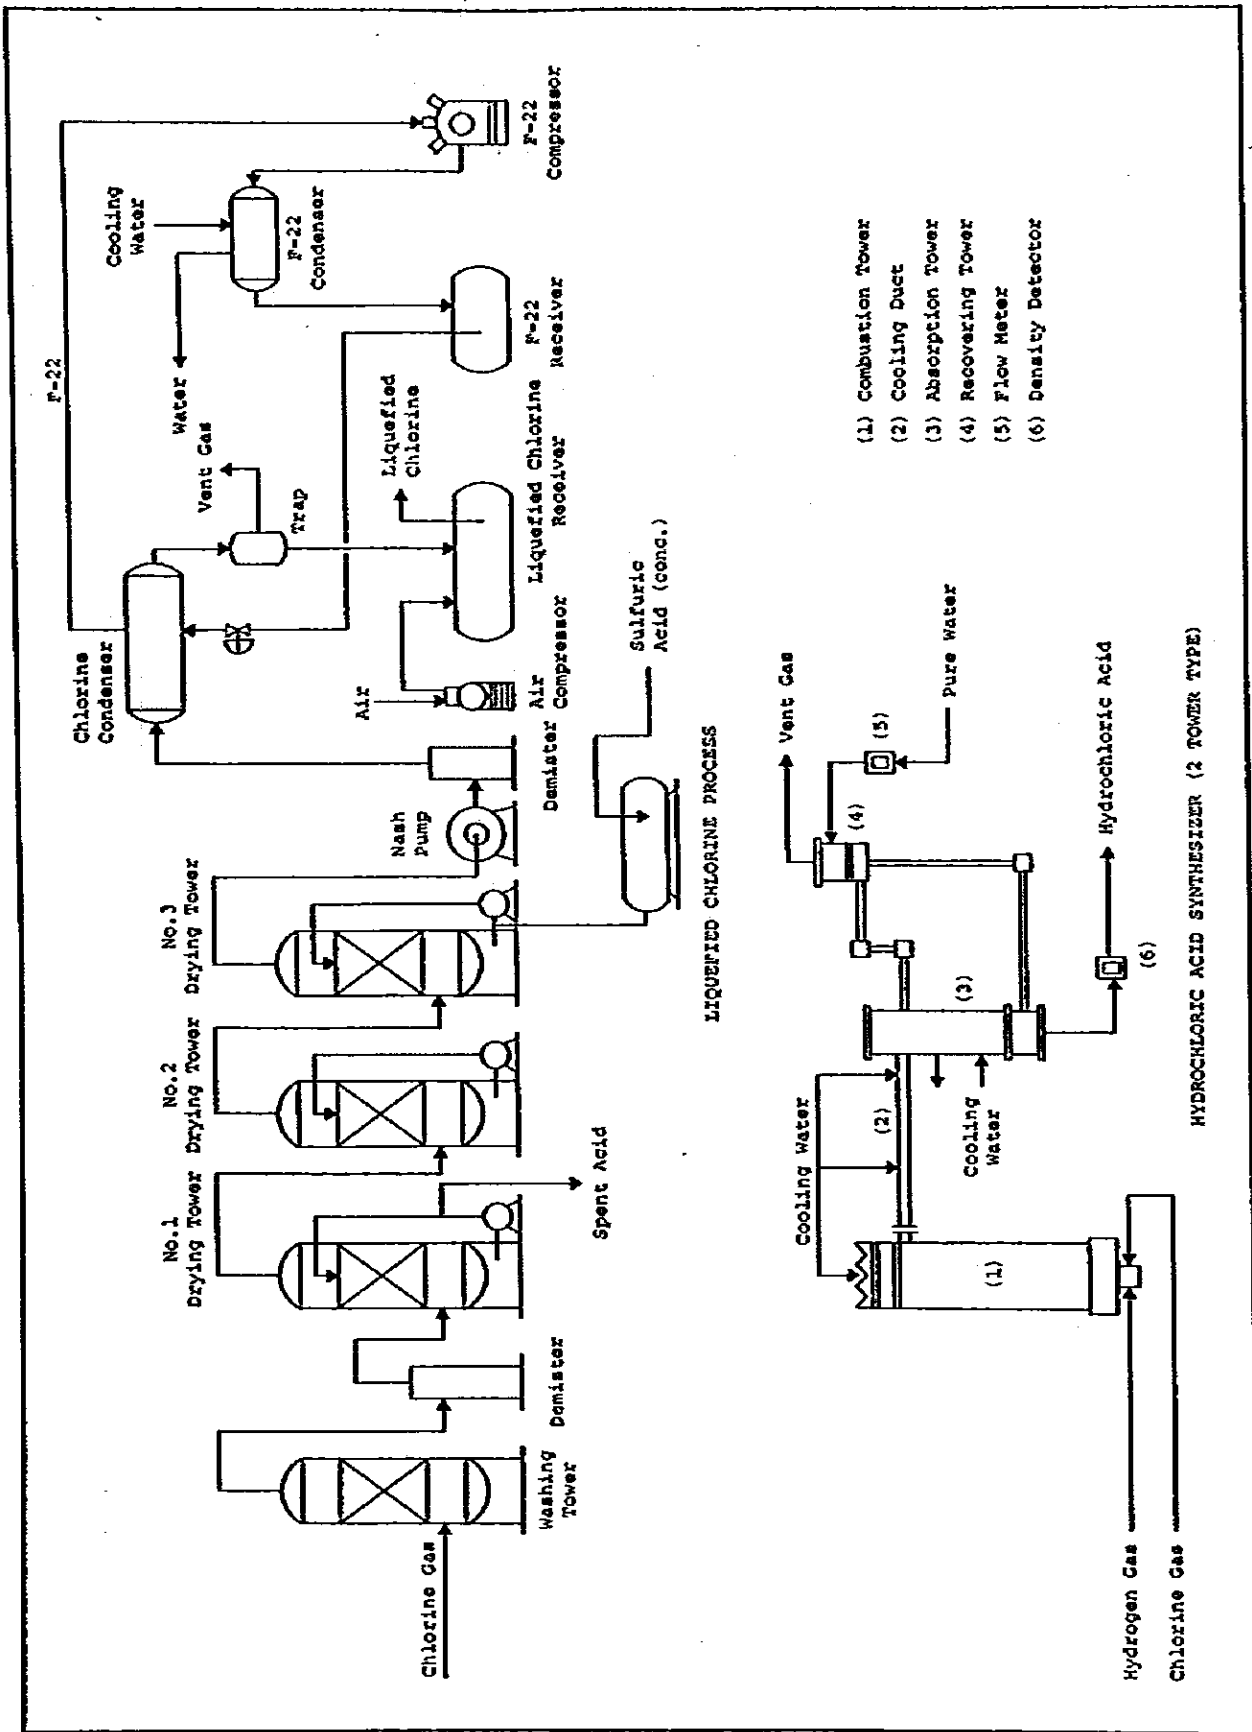 F-22
Cooling
Water
Water
Vent Gas
Chlorine
Condenser
Trap
F-22
Condenser
F-22
Compressor
F-22
Receiver
Liquefied
Chlorine
Liquefied Chlorine
Receiver
Air
Air
Compressor
No.1
Drying Tower
No.2
Drying Tower
No.3
Drying Tower
Nash
Pump
Demister
Chlorine Gas
Washing
Tower
Demister
Spent Acid
Sulfuric
Acid (conc.)
LIQUEFIED CHLORINE PROCESS
Cooling Water
(2)
Cooling
Water
(1)
(3)
(4)
(5)
(6)
Vent Gas
Pure Water
Hydrochloric Acid
Hydrogen Gas
Chlorine Gas
(1) Combustion Tower
(2) Cooling Duct
(3) Absorption Tower
(4) Recovering Tower
(5) Flow Meter
(6) Density Detector
HYDROCHLORIC ACID SYNTHESIZER (2 TOWER TYPE)